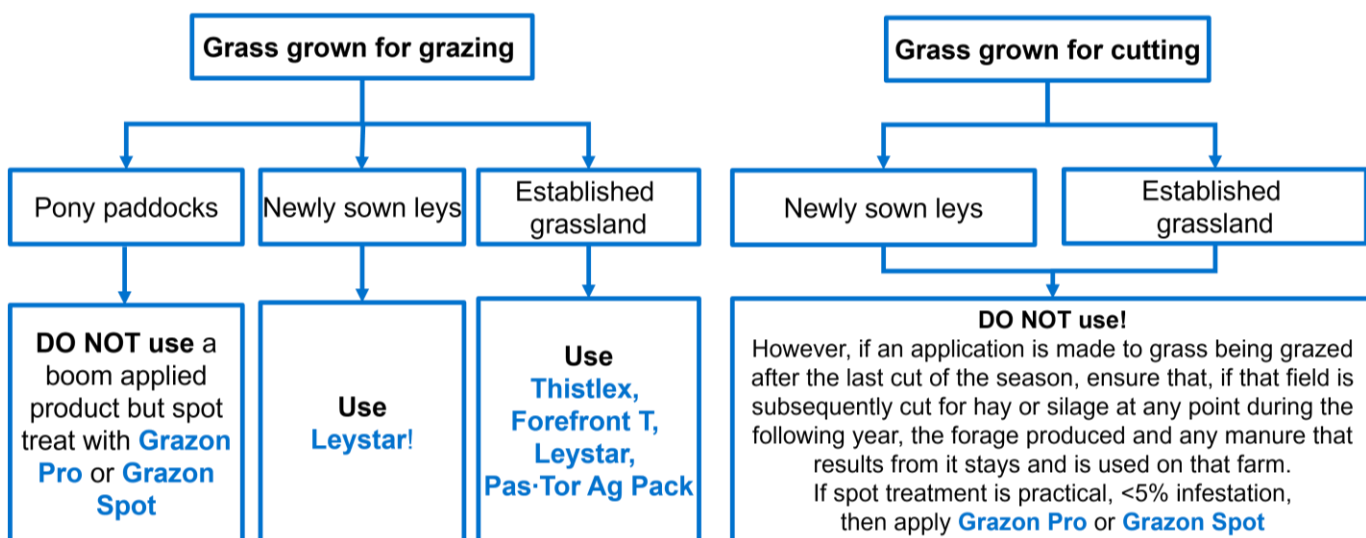 Grass grown for grazing
Pony paddocks
Newly sown leys
Established
grassland
DO NOT use a
boom applied
product but spot
treat with Grazon
Pro or Grazon
Spot
Use
Leystar!
Use
Thistlex,
Forefront T,
Leystar,
Pas·Tor Ag Pack
Grass grown for cutting
Newly sown leys
Established
grassland
DO NOT use!
However, if an application is made to grass being grazed
after the last cut of the season, ensure that, if that field is
subsequently cut for hay or silage at any point during the
following year, the forage produced and any manure that
results from it stays and is used on that farm.
If spot treatment is practical, <5% infestation,
then apply Grazon Pro or Grazon Spot